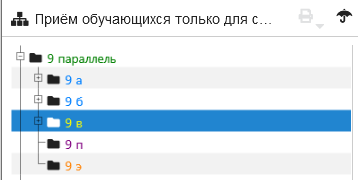 Приём обучающихся только для с...
9 параллель
9 а
9 б
9 в
9 п
9 э